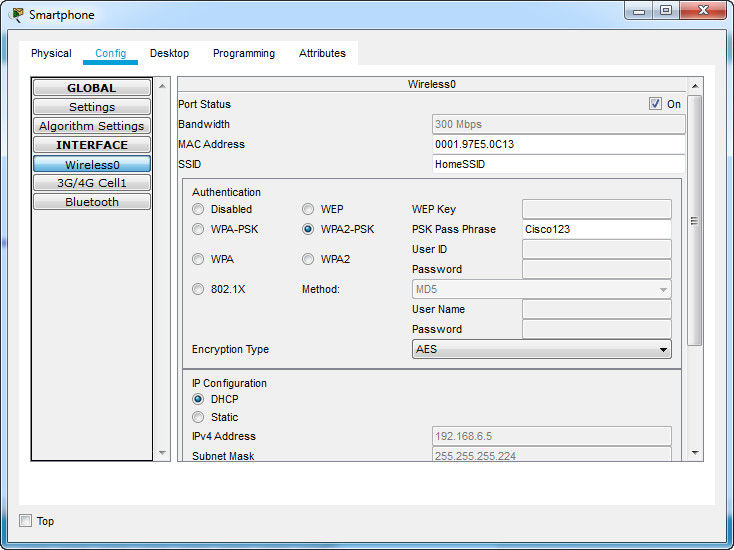 Smartphone
Physical Config Desktop Programming Attributes
GLOBAL
Settings
Algorithm Settings
INTERFACE
Wireless0
3G/4G Cell1
Bluetooth
Wireless0
Port Status On
Bandwidth 300 Mbps
MAC Address 0001.97E5.0C13
SSID HomeSSID
Authentication
Disabled WEP WEP Key
WPA-PSK WPA2-PSK PSK Pass Phrase Cisco123
User ID
WPA WPA2
Password
802.1X Method: MD5
User Name
Password
Encryption Type AES
IP Configuration
DHCP
Static
IPv4 Address 192.168.6.5
Subnet Mask 255.255.255.224
Top